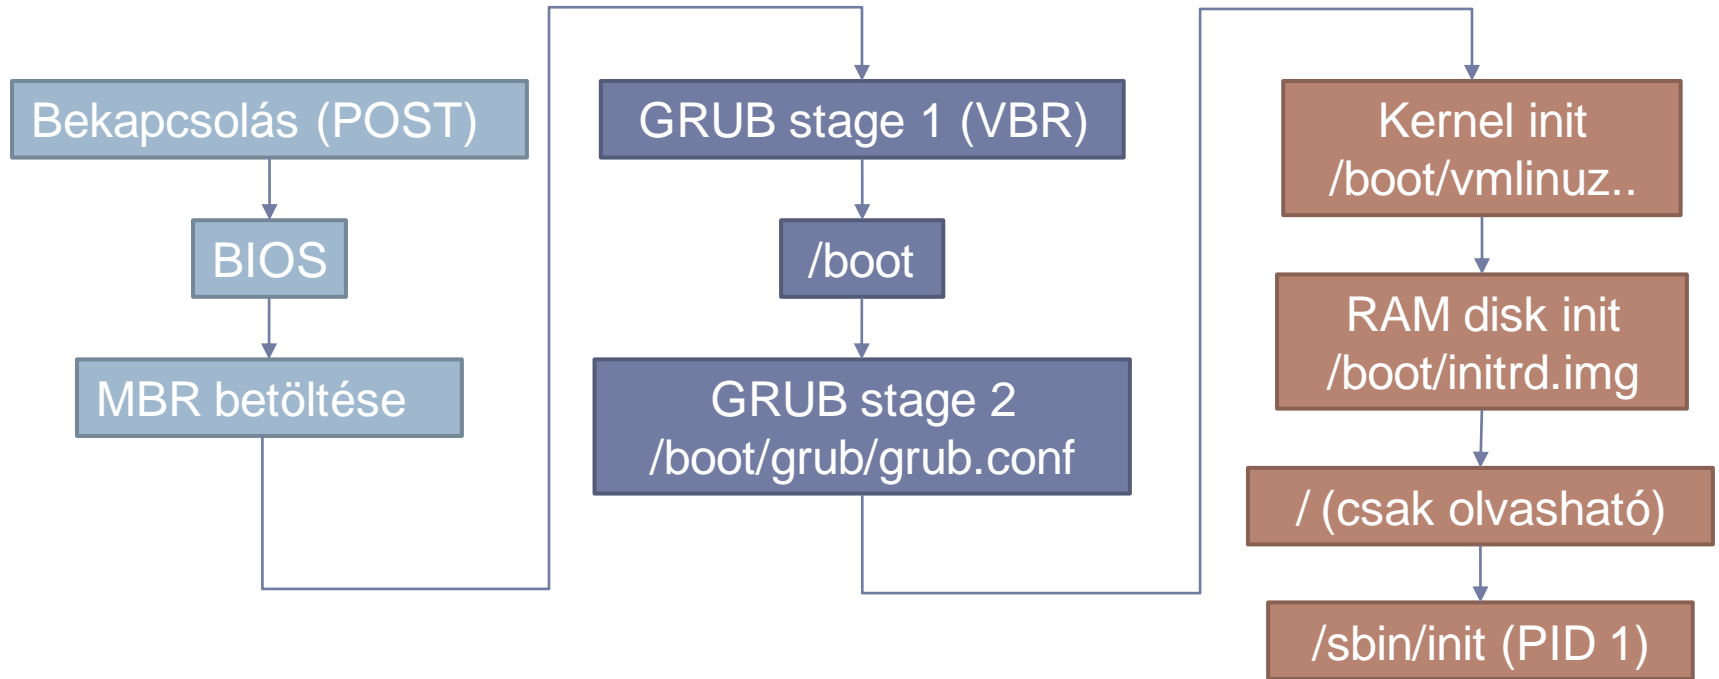 Bekapcsolás (POST)
BIOS
MBR betöltése
GRUB stage 1 (VBR)
/boot
GRUB stage 2
/boot/grub/grub.conf
Kernel init
/boot/vmlinuz..
RAM disk init
/boot/initrd.img
/ (csak olvasható)
/sbin/init (PID 1)